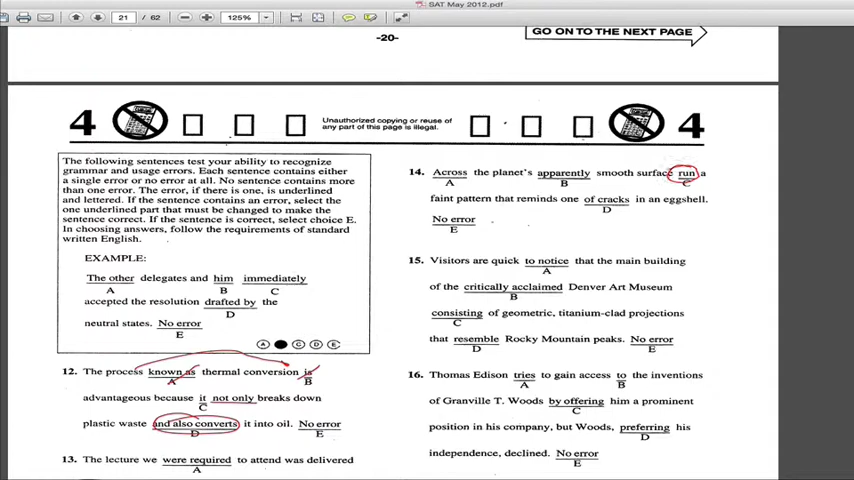 SAT May 2012.pdf
21 / 62
125%
-20-
GO ON TO THE NEXT PAGE
4
Unauthorized copying or reuse of
any part of this page is illegal.
4
The following sentences test your ability to recognize
grammar and usage errors. Each sentence contains either
a single error or no error at all. No sentence contains more
than one error. The error, if there is one, is underlined
and lettered. If the sentence contains an error, select the
one underlined part that must be changed to make the
sentence correct. If the sentence is correct, select choice E.
In choosing answers, follow the requirements of standard
written English.
EXAMPLE:
The other delegates and him immediately
A B C
accepted the resolution drafted by the
D
neutral states. No error
E
A C D E
12. The process known as thermal conversion is
A B
advantageous because it not only breaks down
C
plastic waste and also converts it into oil. No error
D E
13. The lecture we were required to attend was delivered
A
14. Across the planet's apparently smooth surface run a
A B C
faint pattern that reminds one of cracks in an eggshell.
D
No error
E
15. Visitors are quick to notice that the main building
A
of the critically acclaimed Denver Art Museum
B
consisting of geometric, titanium-clad projections
C
that resemble Rocky Mountain peaks. No error
D E
16. Thomas Edison tries to gain access to the inventions
A B
of Granville T. Woods by offering him a prominent
C
position in his company, but Woods, preferring his
D
independence, declined. No error
E